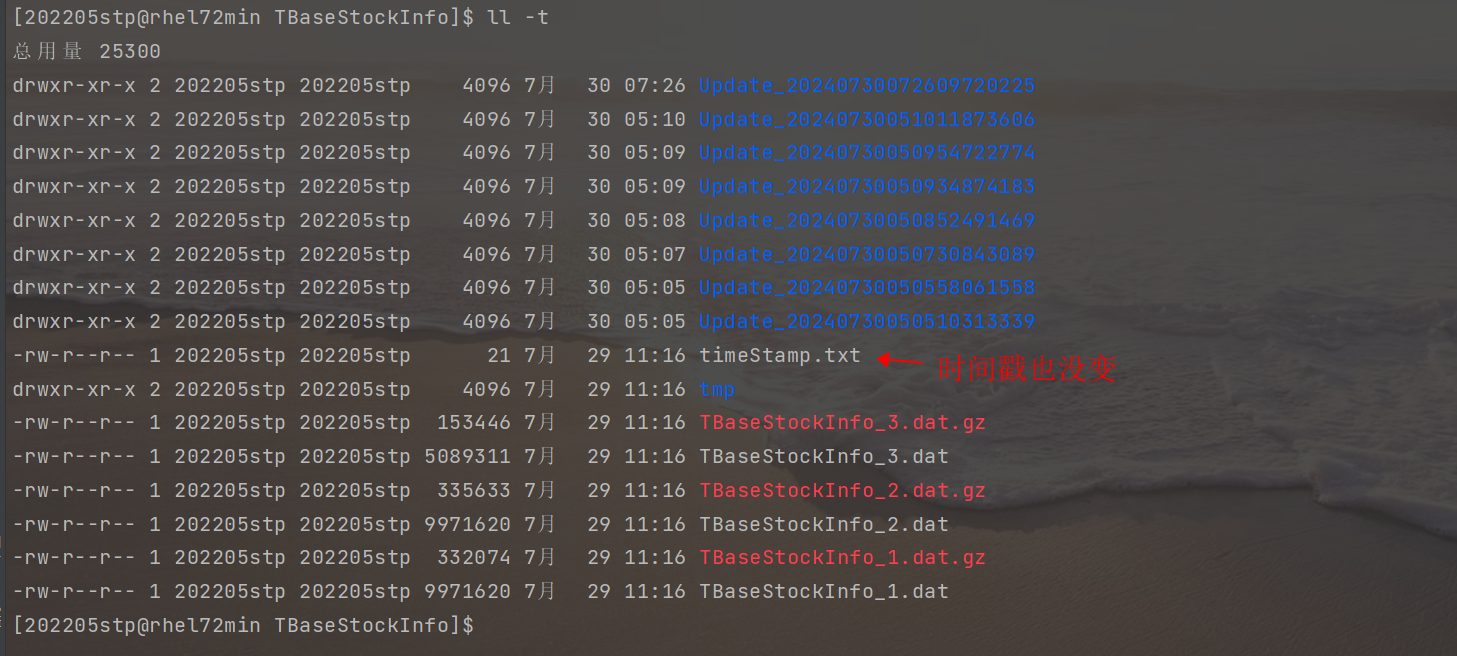 [202205stp@rhel72min TBaseStockInfo]$ ll -t
总用量 25300
drwxr-xr-x 2 202205stp 202205stp    4096 7月  30 07:26 Update_20240730072609720225
drwxr-xr-x 2 202205stp 202205stp    4096 7月  30 05:10 Update_20240730051011873606
drwxr-xr-x 2 202205stp 202205stp    4096 7月  30 05:09 Update_20240730050954722774
drwxr-xr-x 2 202205stp 202205stp    4096 7月  30 05:09 Update_20240730050934874183
drwxr-xr-x 2 202205stp 202205stp    4096 7月  30 05:08 Update_20240730050852491469
drwxr-xr-x 2 202205stp 202205stp    4096 7月  30 05:07 Update_20240730050730843089
drwxr-xr-x 2 202205stp 202205stp    4096 7月  30 05:05 Update_20240730050558061558
drwxr-xr-x 2 202205stp 202205stp    4096 7月  30 05:05 Update_20240730050510313339
-rw-r--r-- 1 202205stp 202205stp      21 7月  29 11:16 timeStamp.txt 时间戳也没变
drwxr-xr-x 2 202205stp 202205stp    4096 7月  29 11:16 tmp
-rw-r--r-- 1 202205stp 202205stp  153446 7月  29 11:16 TBaseStockInfo_3.dat.gz
-rw-r--r-- 1 202205stp 202205stp 5089311 7月  29 11:16 TBaseStockInfo_3.dat
-rw-r--r-- 1 202205stp 202205stp  335633 7月  29 11:16 TBaseStockInfo_2.dat.gz
-rw-r--r-- 1 202205stp 202205stp 9971620 7月  29 11:16 TBaseStockInfo_2.dat
-rw-r--r-- 1 202205stp 202205stp  332074 7月  29 11:16 TBaseStockInfo_1.dat.gz
-rw-r--r-- 1 202205stp 202205stp 9971620 7月  29 11:16 TBaseStockInfo_1.dat
[202205stp@rhel72min TBaseStockInfo]$